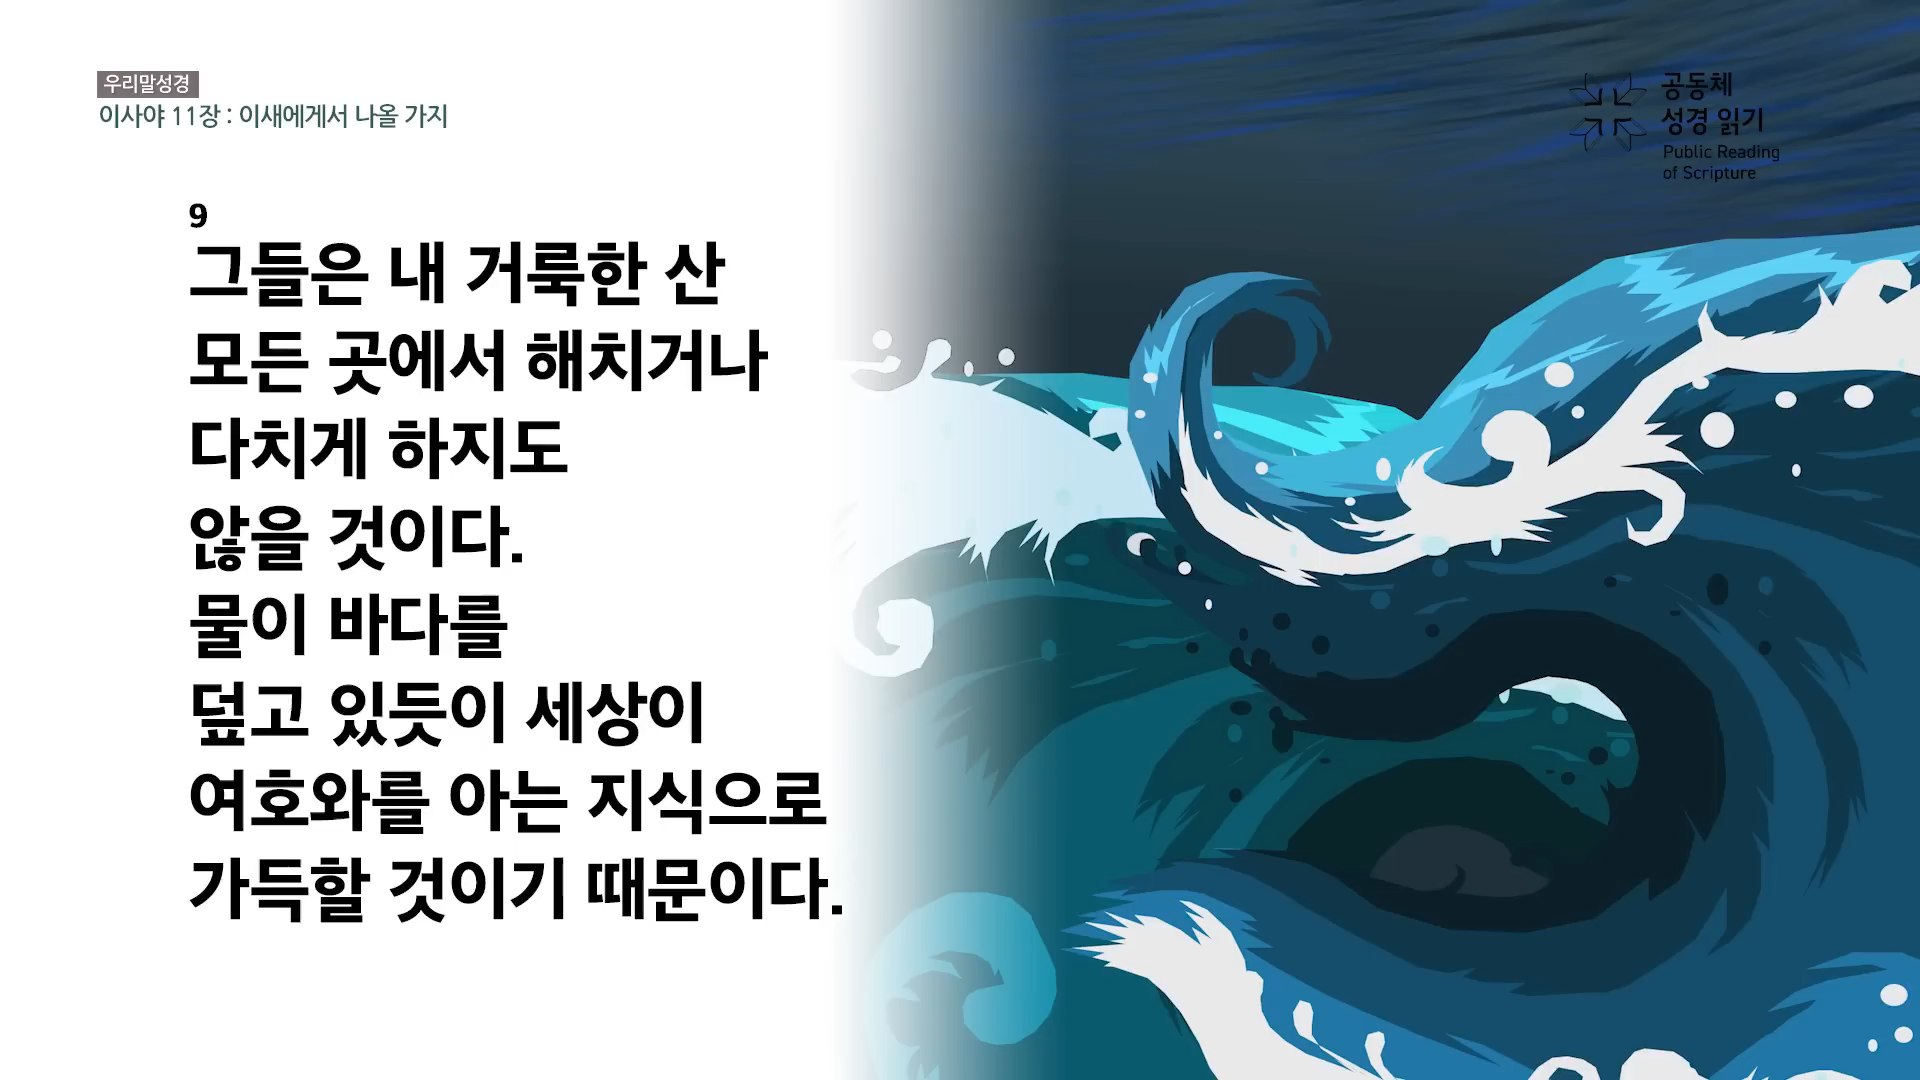 우리말성경
이사야 11장 : 이새에게서 나올 가지
공동체
성경 읽기
Public Reading
of Scripture
9
그들은 내 거룩한 산
모든 곳에서 해치거나
다치게 하지도
않을 것이다.
물이 바다를
덮고 있듯이 세상이
여호와를 아는 지식으로
가득할 것이기 때문이다.